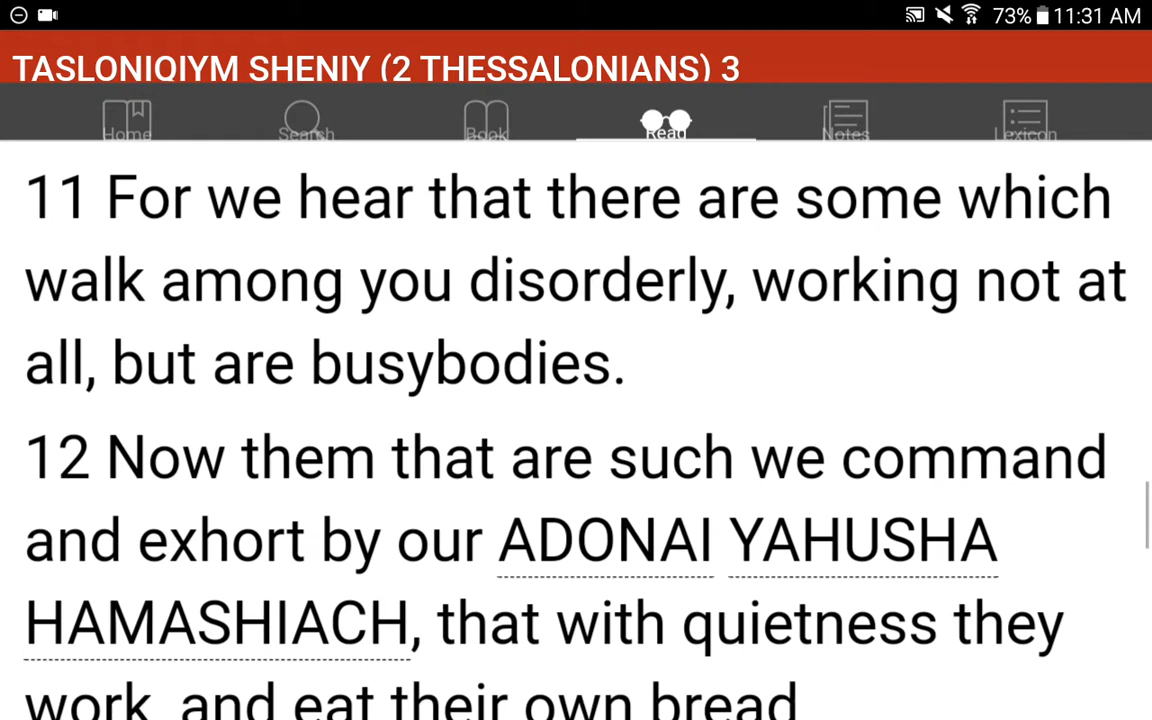 73% 11:31 AM
TASLONIQIYM SHENIY (2 THESSALONIANS) 3
Home Search Book Read Notes Lexicon
11 For we hear that there are some which
walk among you disorderly, working not at
all, but are busybodies.
12 Now them that are such we command
and exhort by our ADONAI YAHUSHA
HAMASHIACH, that with quietness they
work, and eat their own bread